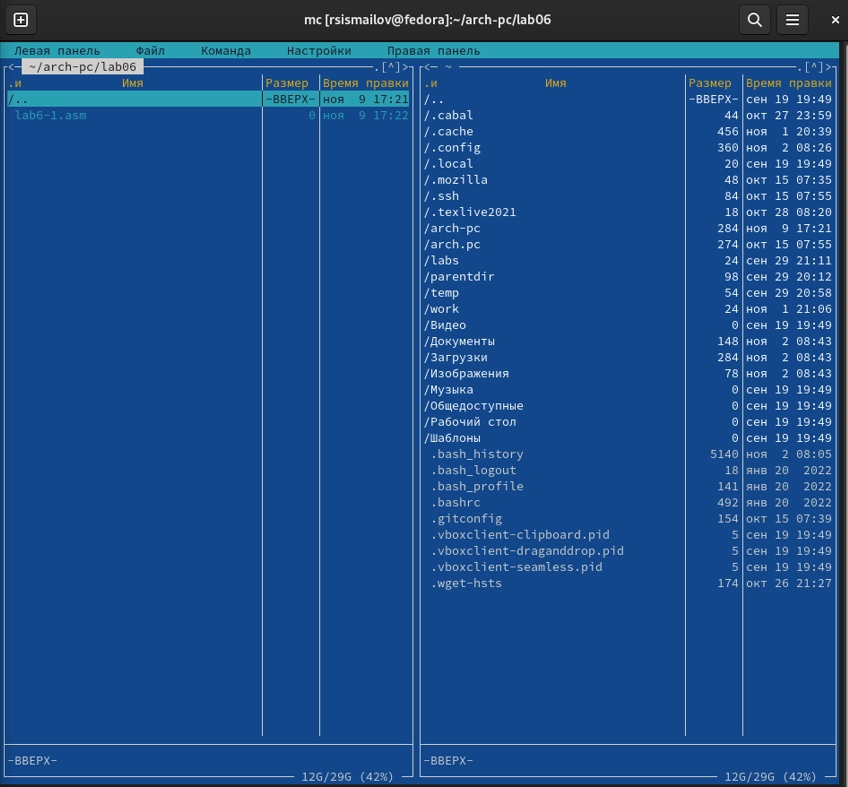 mc [rsismailov@fedora]:~/arch-pc/lab06
Левая панель Файл Команда Настройки Правая панель
<— ~/arch-pc/lab06 .[^]>
.и Имя Размер Время правки
/.. -ВВЕРХ- ноя 9 17:21
lab6-1.asm 0 ноя 9 17:22
-ВВЕРХ-
12G/29G (42%)
<— ~ .[^]>
.и Имя Размер Время правки
/.. -ВВЕРХ- сен 19 19:49
/.cabal 44 окт 27 23:59
/.cache 456 ноя 1 20:39
/.config 360 ноя 2 08:26
/.local 20 сен 19 19:49
/.mozilla 48 окт 15 07:35
/.ssh 84 окт 15 07:55
/.texlive2021 18 окт 28 08:20
/arch-pc 284 ноя 9 17:21
/arch.pc 274 окт 15 07:55
/labs 24 сен 29 21:11
/parentdir 98 сен 29 20:12
/temp 54 сен 29 20:58
/work 24 ноя 1 21:06
/Видео 0 сен 19 19:49
/Документы 148 ноя 2 08:43
/Загрузки 284 ноя 2 08:43
/Изображения 78 ноя 2 08:43
/Музыка 0 сен 19 19:49
/Общедоступные 0 сен 19 19:49
/Рабочий стол 0 сен 19 19:49
/Шаблоны 0 сен 19 19:49
.bash_history 5140 ноя 2 08:05
.bash_logout 18 янв 20 2022
.bash_profile 141 янв 20 2022
.bashrc 492 янв 20 2022
.gitconfig 154 окт 15 07:39
.vboxclient-clipboard.pid 5 сен 19 19:49
.vboxclient-draganddrop.pid 5 сен 19 19:49
.vboxclient-seamless.pid 5 сен 19 19:49
.wget-hsts 174 окт 26 21:27
-ВВЕРХ-
12G/29G (42%)